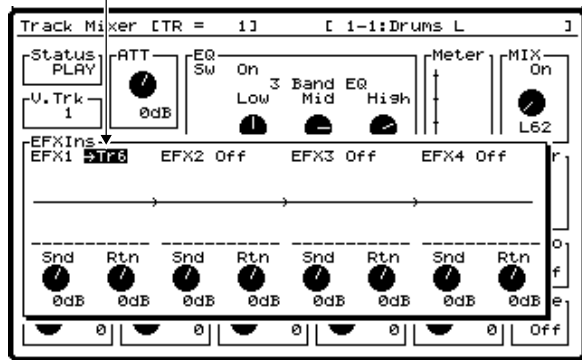 Track Mixer [TR = 1] [ 1-1:Drums L ]
Status ATT EQ Meter MIX
PLAY Sw On On
3 Band EQ
V.Trk Low Mid High
1 0dB L62
EFXIns
EFX1 →Tr6 EFX2 Off EFX3 Off EFX4 Off r
Snd Rtn Snd Rtn Snd Rtn Snd Rtn o
f
0dB 0dB 0dB 0dB 0dB 0dB 0dB 0dB e
0 0 0 0 0 0 Off